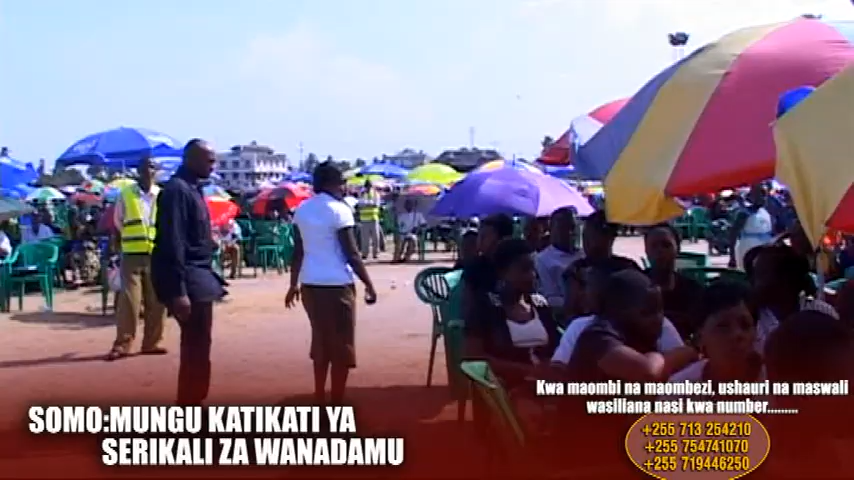 SOMO:MUNGU KATIKATI YA
SERIKALI ZA WANADAMU
Kwa maombi na maombezi, ushauri na maswali
wasiliana nasi kwa number..........
+255 713 254210
+255 754741070
+255 719446251